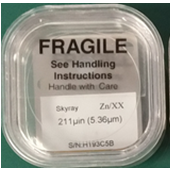 FRAGILE
See Handling
Instructions
Handle with Care
Skyray Zn/XX
211µin (5.36µm)
S/N:H193C5B